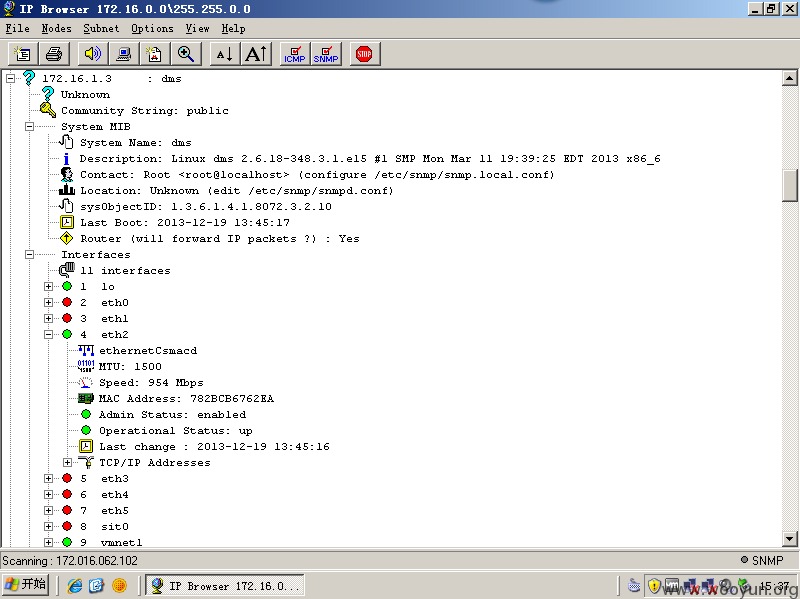 IP Browser 172.16.0.0\255.255.0.0
File Nodes Subnet Options View Help
A A ICMP SNMP STOP
172.16.1.3 : dms
Unknown
Community String: public
System MIB
System Name: dms
Description: Linux dms 2.6.18-348.3.1.el5 #1 SMP Mon Mar 11 19:39:25 EDT 2013 x86_6
Contact: Root <root@localhost> (configure /etc/snmp/snmp.local.conf)
Location: Unknown (edit /etc/snmp/snmpd.conf)
sysObjectID: 1.3.6.1.4.1.8072.3.2.10
Last Boot: 2013-12-19 13:45:17
Router (will forward IP packets ?) : Yes
Interfaces
11 interfaces
1 lo
2 eth0
3 eth1
4 eth2
ethernetCsmacd
MTU: 1500
Speed: 954 Mbps
MAC Address: 782BCB6762EA
Admin Status: enabled
Operational Status: up
Last change : 2013-12-19 13:45:16
TCP/IP Addresses
5 eth3
6 eth4
7 eth5
8 sit0
9 vmnet1
Scanning : 172.016.062.102 SNMP
开始 IP Browser 172.16.0... 15:37
www.wooyun.org